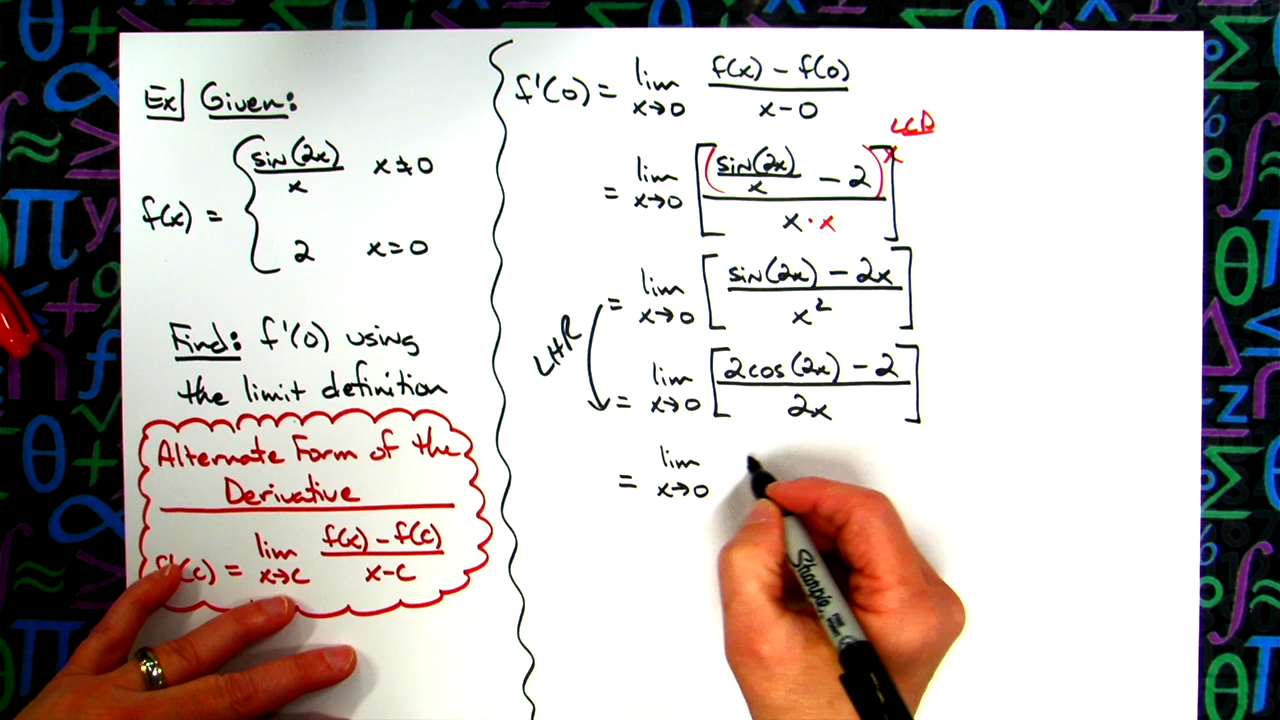 Ex| Given:
f(x) = { sin(2x)/x x≠0
2 x=0
Find: f'(0) using
the limit definition
Alternate Form of the
Derivative
f'(c) = lim x→c (f(x) - f(c))/(x-c)
f'(0) = lim x→0 (f(x) - f(0))/(x-0)
LCD
= lim x→0 [(sin(2x)/x - 2)x/(x·x)]
= lim x→0 [(sin(2x) - 2x)/x²]
LHR
= lim x→0 [(2cos(2x) - 2)/2x]
= lim x→0
Sharpie